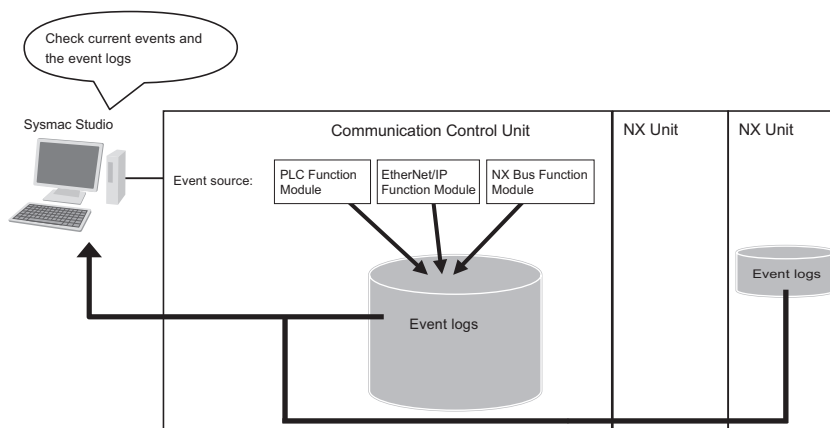 Check current events and
the event logs
Sysmac Studio
Communication Control Unit
NX Unit
NX Unit
Event source:
PLC Function
Module
EtherNet/IP
Function Module
NX Bus Function
Module
Event logs
Event logs